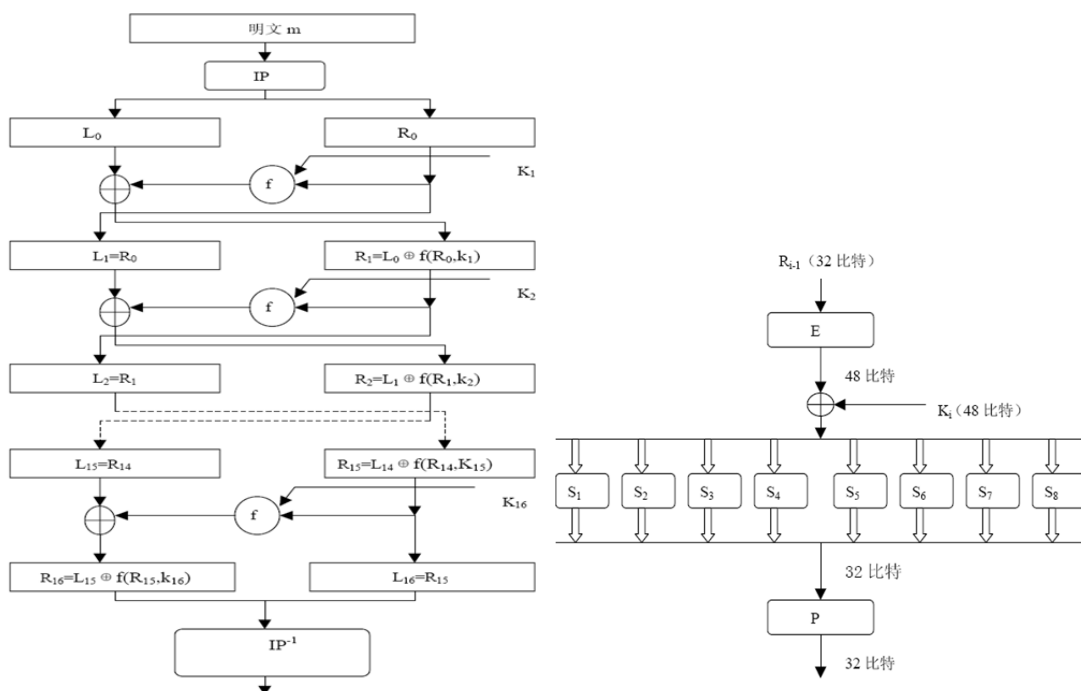 明文 m
IP
L₀
R₀
K₁
f
L₁=R₀
R₁=L₀ ⊕ f(R₀,k₁)
K₂
f
L₂=R₁
R₂=L₁ ⊕ f(R₁,k₂)
L₁₅=R₁₄
R₁₅=L₁₄ ⊕ f(R₁₄,K₁₅)
K₁₆
f
R₁₆=L₁₅ ⊕ f(R₁₅,k₁₆)
L₁₆=R₁₅
IP⁻¹
Rᵢ₋₁（32 比特）
E
48 比特
Kᵢ（48 比特）
S₁ S₂ S₃ S₄ S₅ S₆ S₇ S₈
32 比特
P
32 比特